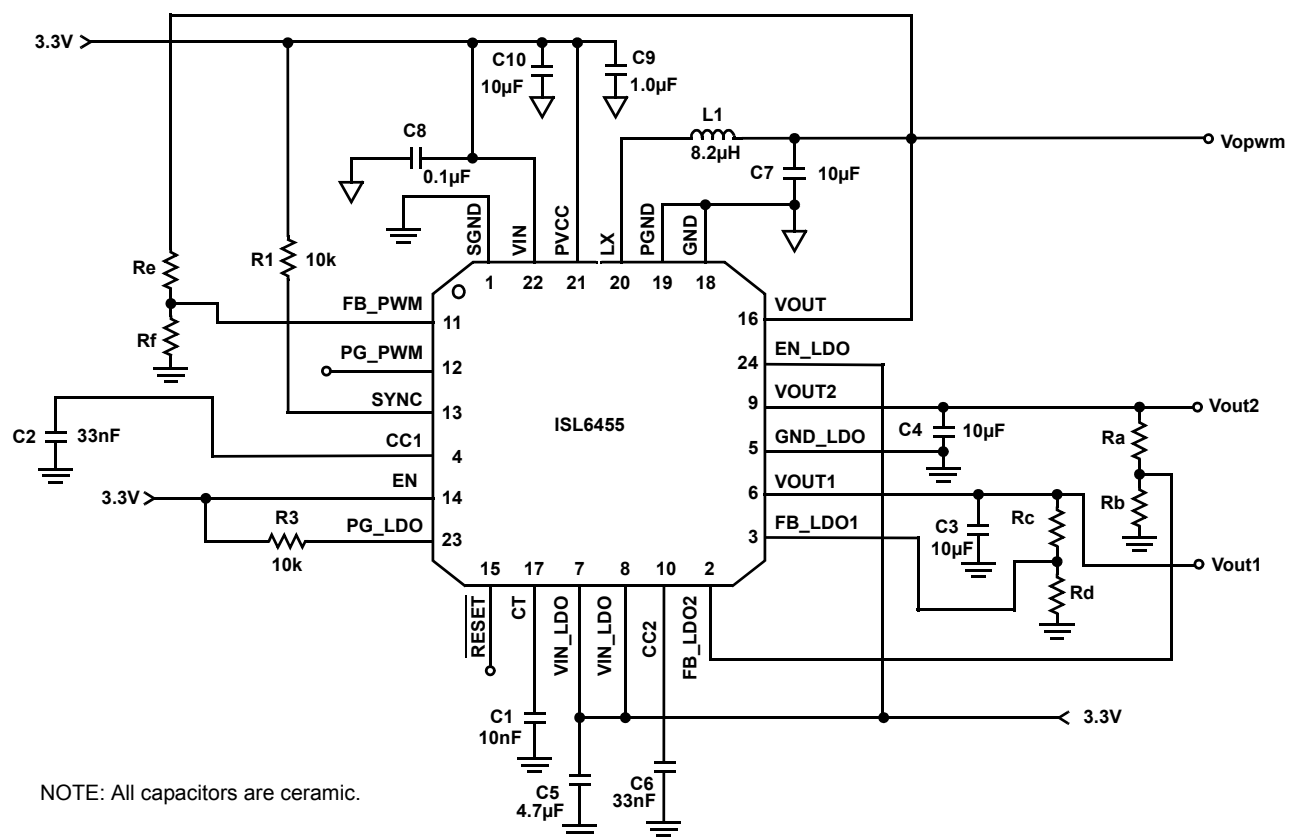 3.3V
C10
10µF
C9
1.0µF
L1
8.2µH
Vopwm
C8
0.1µF
C7
10µF
SGND
VIN
PVCC
LX
PGND
GND
Re
R1
10k
1
22
21
20
19
18
FB_PWM
11
VOUT
16
Rf
PG_PWM
12
EN_LDO
24
SYNC
13
VOUT2
9
Vout2
ISL6455
C2
33nF
CC1
4
GND_LDO
5
C4
10µF
Ra
3.3V
EN
14
VOUT1
6
Rb
R3
10k
PG_LDO
23
FB_LDO1
3
C3
10µF
Rc
Vout1
15
17
7
8
10
2
Rd
RESET
CT
VIN_LDO
VIN_LDO
CC2
FB_LDO2
C1
10nF
3.3V
C5
4.7µF
C6
33nF
NOTE: All capacitors are ceramic.